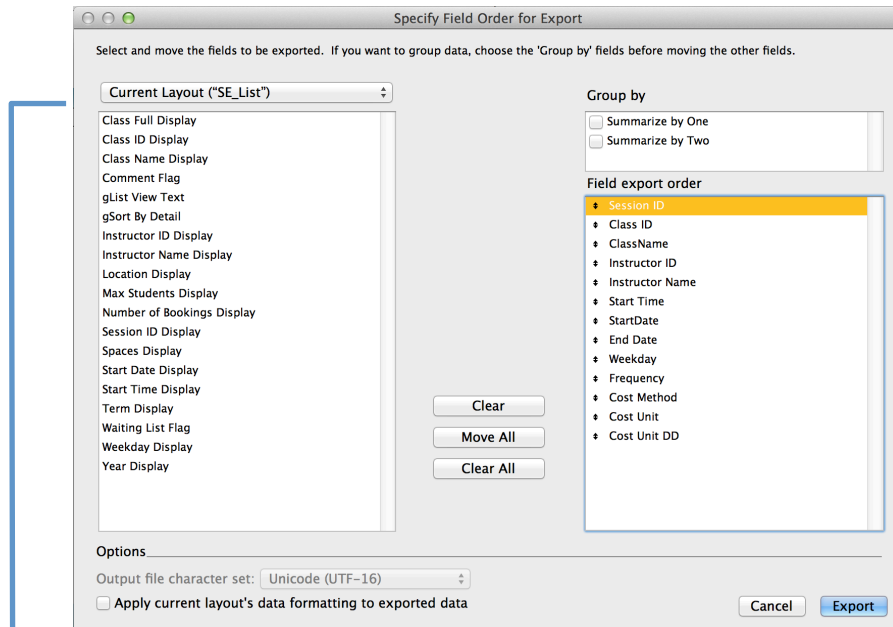 Specify Field Order for Export
Select and move the fields to be exported. If you want to group data, choose the 'Group by' fields before moving the other fields.
Current Layout ("SE_List")
Class Full Display
Class ID Display
Class Name Display
Comment Flag
gList View Text
gSort By Detail
Instructor ID Display
Instructor Name Display
Location Display
Max Students Display
Number of Bookings Display
Session ID Display
Spaces Display
Start Date Display
Start Time Display
Term Display
Waiting List Flag
Weekday Display
Year Display
Clear
Move All
Clear All
Group by
Summarize by One
Summarize by Two
Field export order
Session ID
Class ID
ClassName
Instructor ID
Instructor Name
Start Time
StartDate
End Date
Weekday
Frequency
Cost Method
Cost Unit
Cost Unit DD
Options
Output file character set: Unicode (UTF-16)
Apply current layout's data formatting to exported data
Cancel
Export